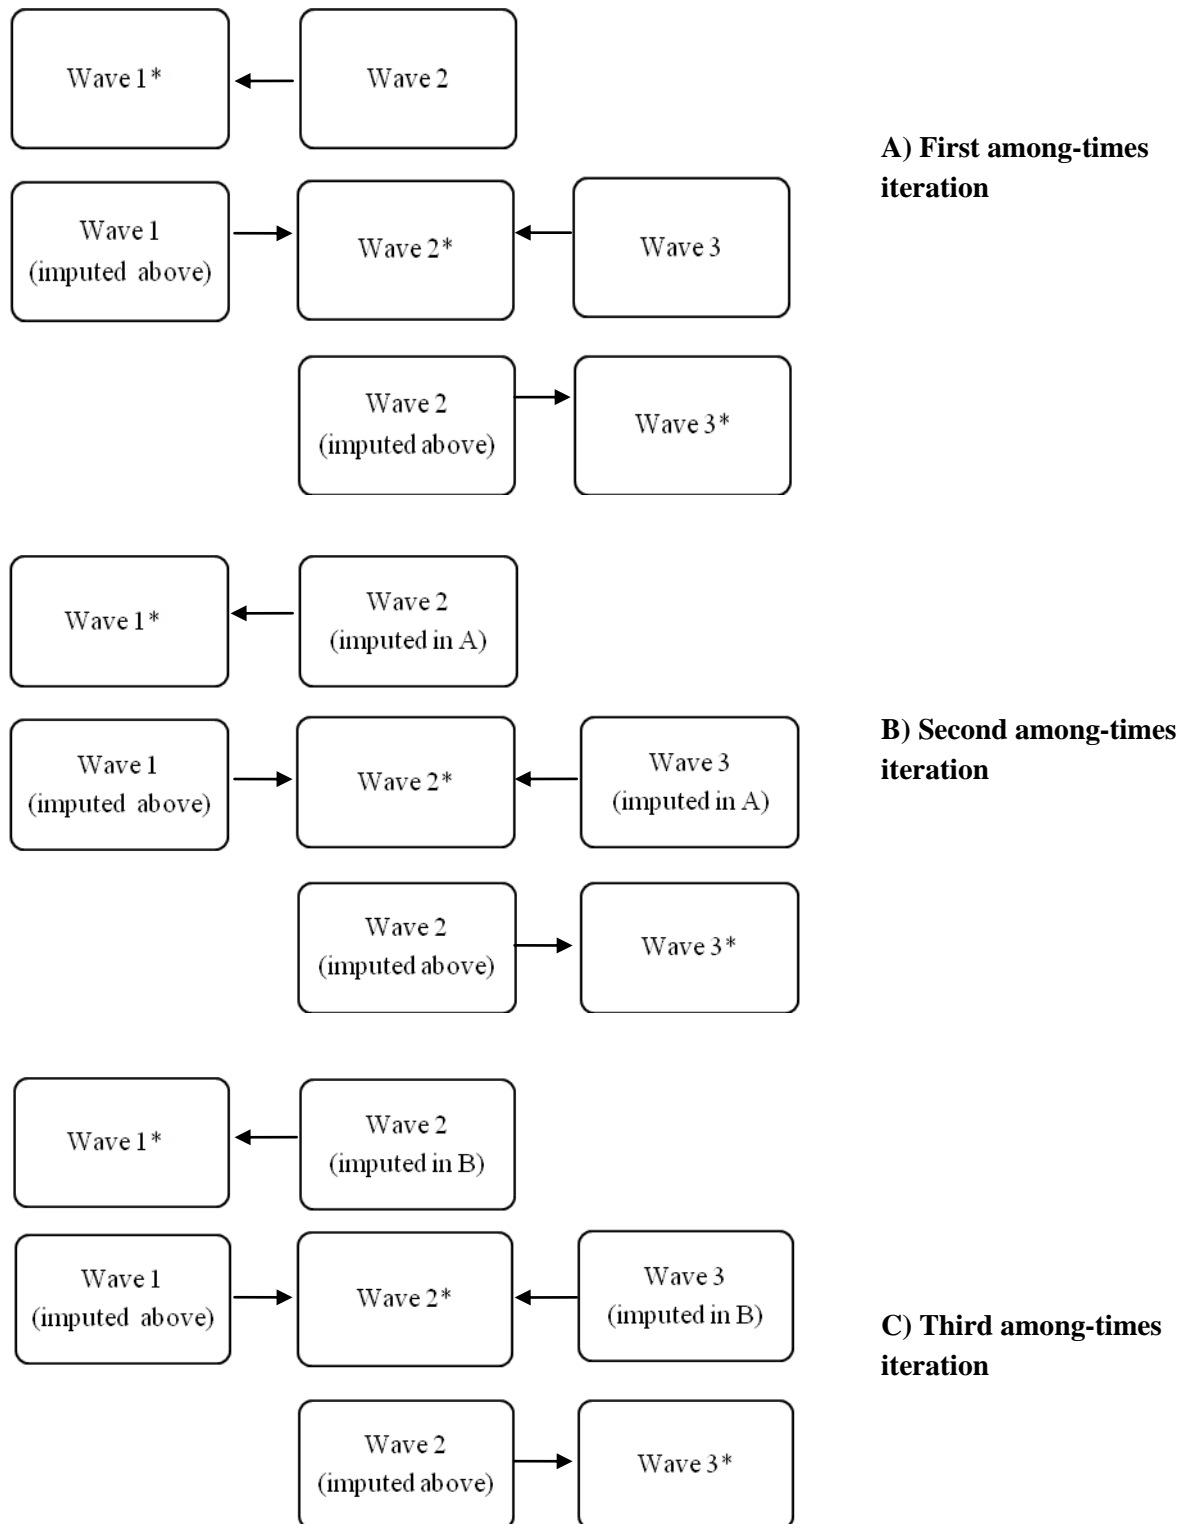 Wave 1*
Wave 2
A) First among-times
iteration
Wave 1
(imputed above)
Wave 2*
Wave 3
Wave 2
(imputed above)
Wave 3*
Wave 1*
Wave 2
(imputed in A)
B) Second among-times
iteration
Wave 1
(imputed above)
Wave 2*
Wave 3
(imputed in A)
Wave 2
(imputed above)
Wave 3*
Wave 1*
Wave 2
(imputed in B)
Wave 1
(imputed above)
Wave 2*
Wave 3
(imputed in B)
C) Third among-times
iteration
Wave 2
(imputed above)
Wave 3*